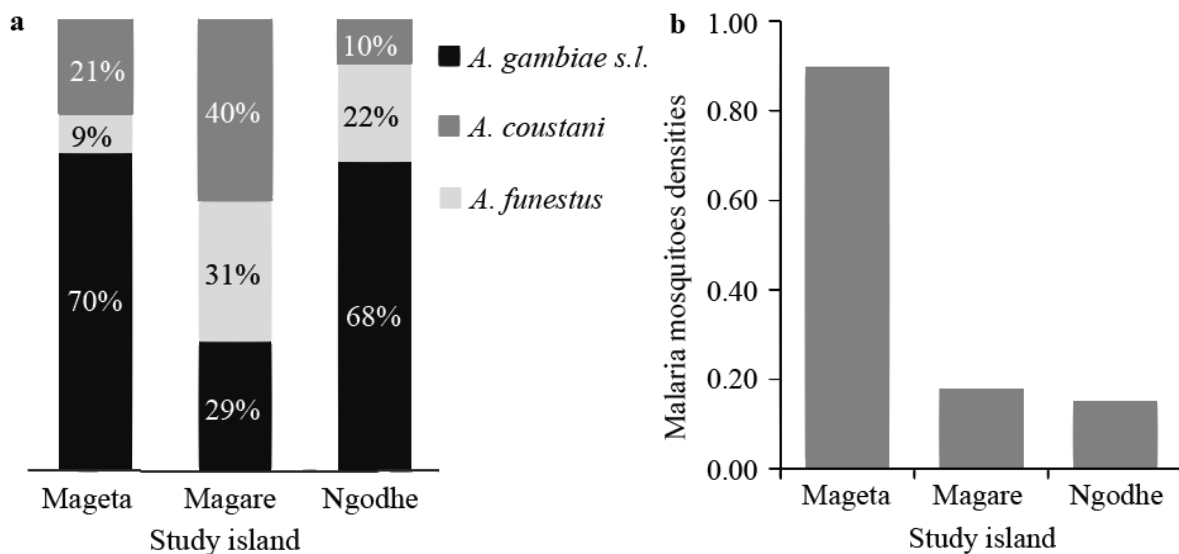 a
21%
9%
70%
40%
31%
29%
10%
22%
68%
Mageta Magare Ngodhe
Study island
A. gambiae s.l.
A. coustani
A. funestus
b
Malaria mosquitoes densities
1.00
0.80
0.60
0.40
0.20
0.00
Mageta Magare Ngodhe
Study island